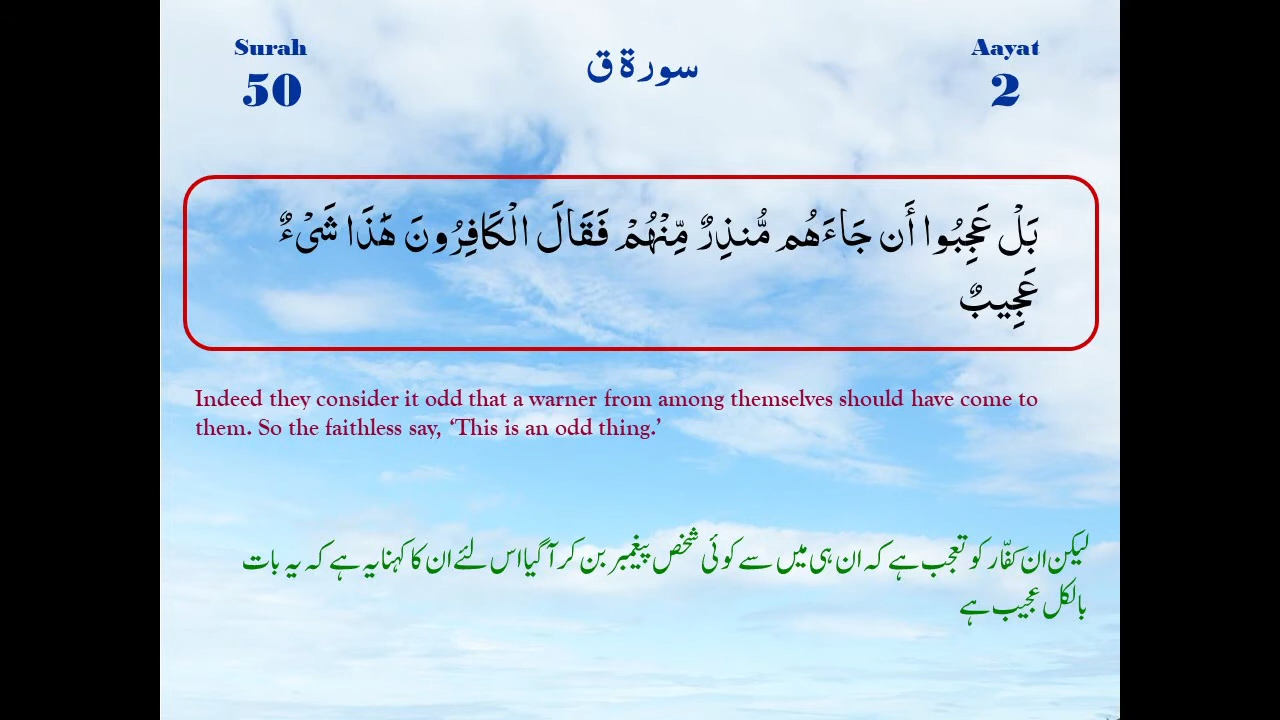 Surah
50
سورة ق
Aayat
2
بَلْ عَجِبُوا أَن جَاءَهُم مُّنذِرٌ مِّنْهُمْ فَقَالَ الْكَافِرُونَ هَٰذَا شَيْءٌ
عَجِيبٌ
Indeed they consider it odd that a warner from among themselves should have come to
them. So the faithless say, ‘This is an odd thing.’
لیکن ان کفّار کو تعجب ہے کہ ان ہی میں سے کوئی شخص پیغمبر بن کر آگیا اس لئے ان کا کہنا یہ ہے کہ یہ بات
بالکل عجیب ہے